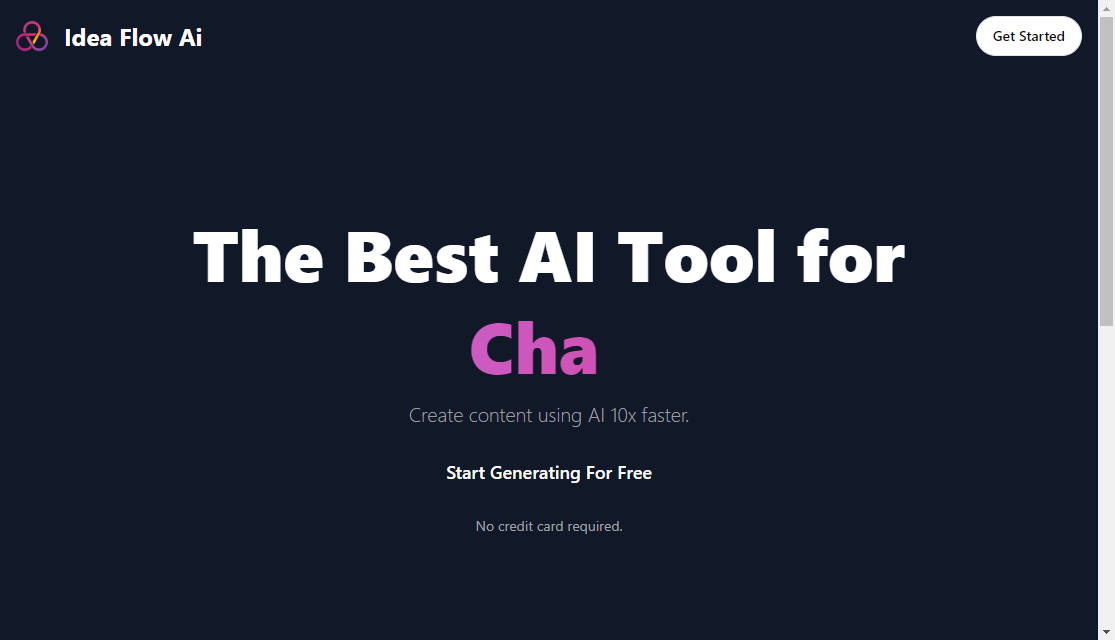 Idea Flow Ai
Get Started
The Best AI Tool for
Cha
Create content using AI 10x faster.
Start Generating For Free
No credit card required.